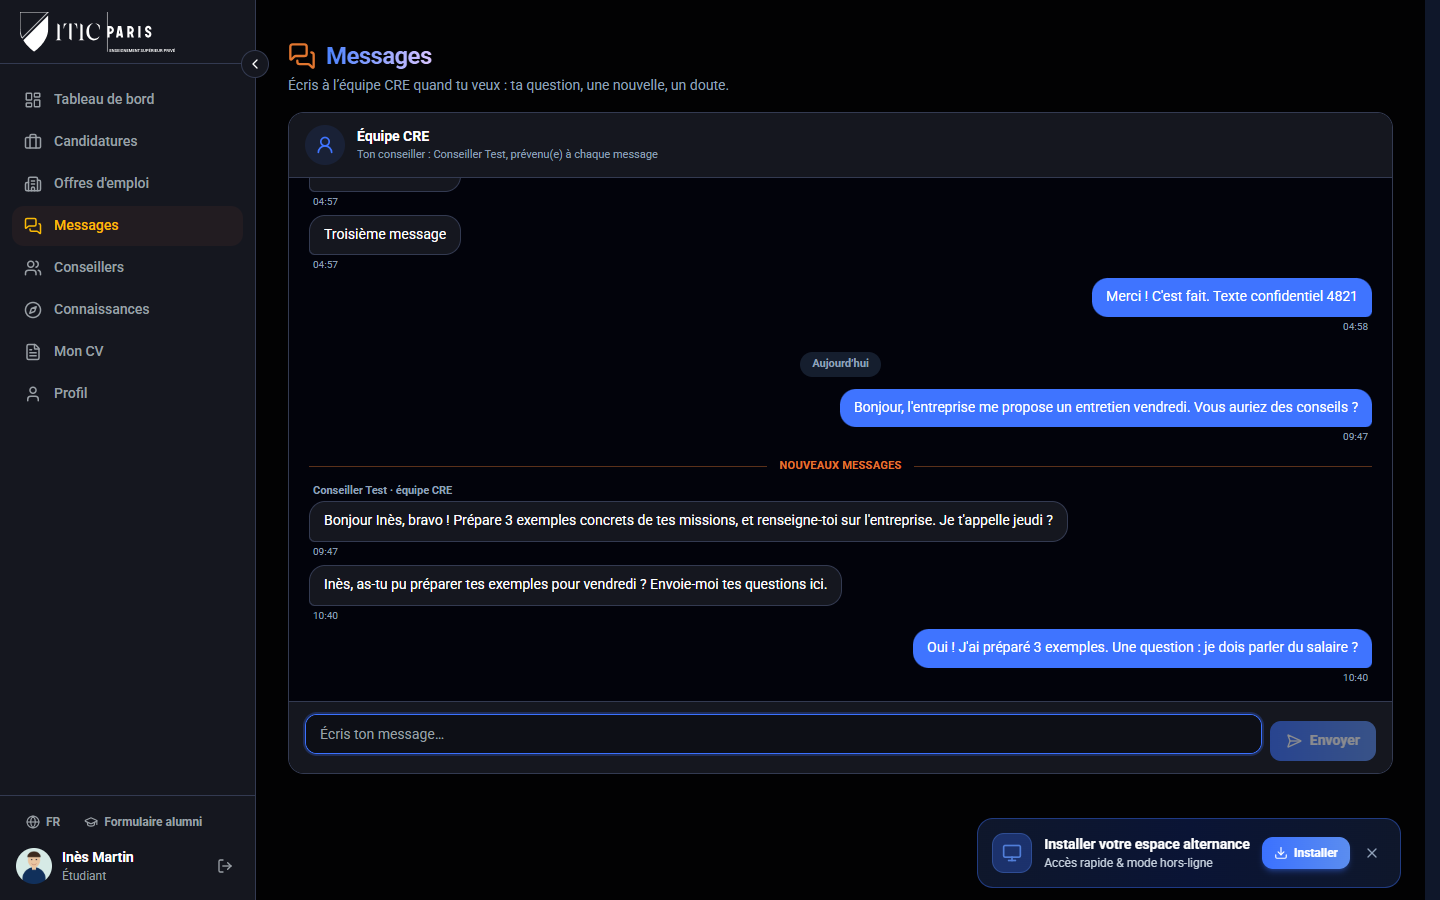 ITIC PARIS
ENSEIGNEMENT SUPÉRIEUR PRIVÉ
Tableau de bord
Candidatures
Offres d'emploi
Messages
Conseillers
Connaissances
Mon CV
Profil
FR
Formulaire alumni
Inès Martin
Étudiant
Messages
Écris à l'équipe CRE quand tu veux : ta question, une nouvelle, un doute.
Équipe CRE
Ton conseiller : Conseiller Test, prévenu(e) à chaque message
04:57
Troisième message
04:57
Merci ! C'est fait. Texte confidentiel 4821
04:58
Aujourd'hui
Bonjour, l'entreprise me propose un entretien vendredi. Vous auriez des conseils ?
09:47
NOUVEAUX MESSAGES
Conseiller Test · équipe CRE
Bonjour Inès, bravo ! Prépare 3 exemples concrets de tes missions, et renseigne-toi sur l'entreprise. Je t'appelle jeudi ?
09:47
Inès, as-tu pu préparer tes exemples pour vendredi ? Envoie-moi tes questions ici.
10:40
Oui ! J'ai préparé 3 exemples. Une question : je dois parler du salaire ?
10:40
Écris ton message…
Envoyer
Installer votre espace alternance
Accès rapide & mode hors-ligne
Installer